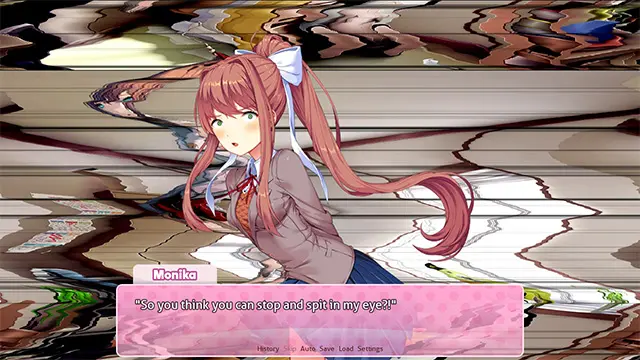 Monika
"So you think you can stop and spit in my eye?!"
History Skip Auto Save Load Settings